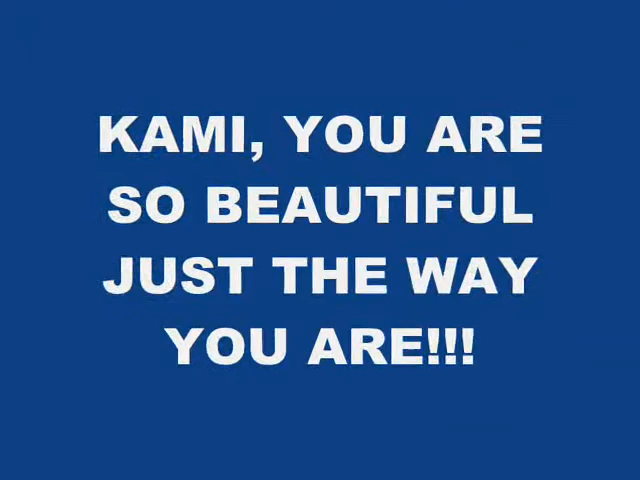 KAMI, YOU ARE
SO BEAUTIFUL
JUST THE WAY
YOU ARE!!!